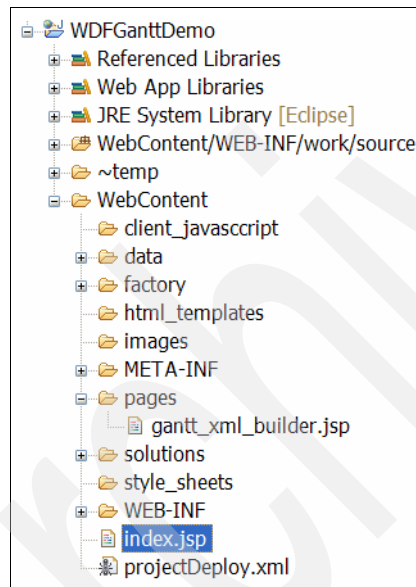 WDFGanttDemo
Referenced Libraries
Web App Libraries
JRE System Library [Eclipse]
WebContent/WEB-INF/work/source
~temp
WebContent
client_javasccript
data
factory
html_templates
images
META-INF
pages
gantt_xml_builder.jsp
solutions
style_sheets
WEB-INF
index.jsp
projectDeploy.xml